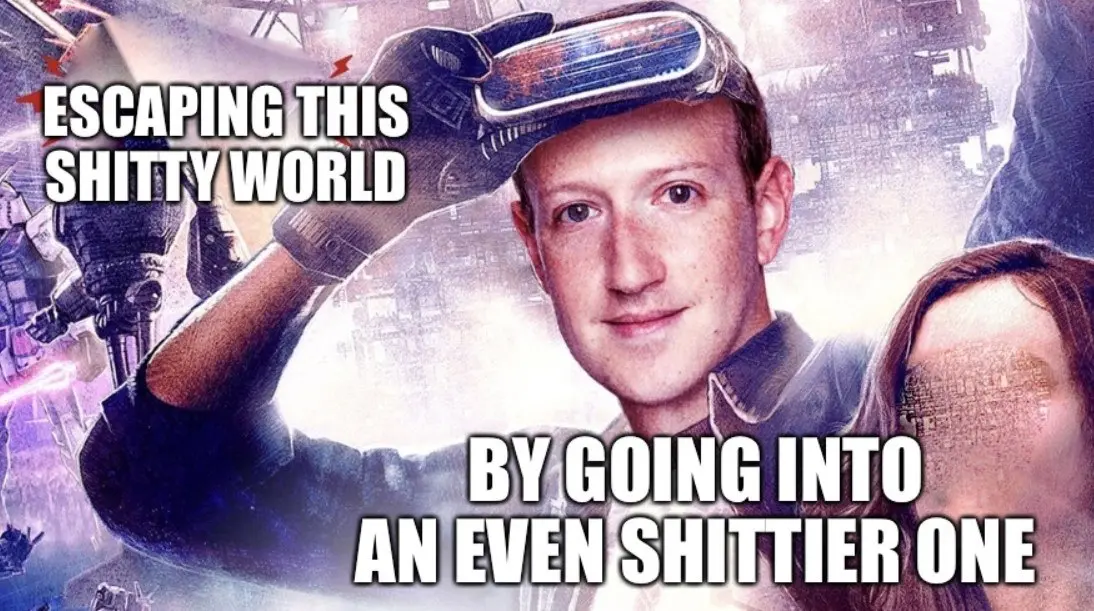 ESCAPING THIS
SHITTY WORLD
BY GOING INTO
AN EVEN SHITTIER ONE